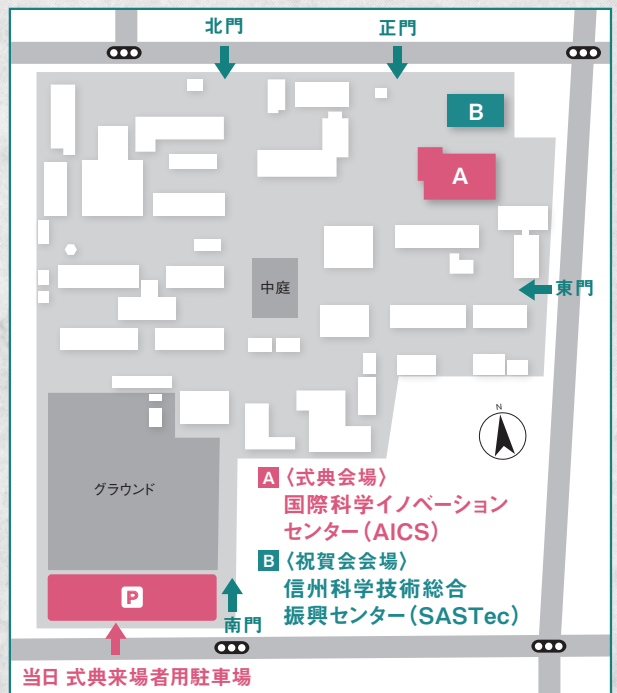 北門
正門
B
A
中庭
東門
N
グラウンド
A〈式典会場〉
国際科学イノベーション
センター(AICS)
B〈祝賀会会場〉
信州科学技術総合
振興センター(SASTec)
P
南門
当日 式典来場者用駐車場